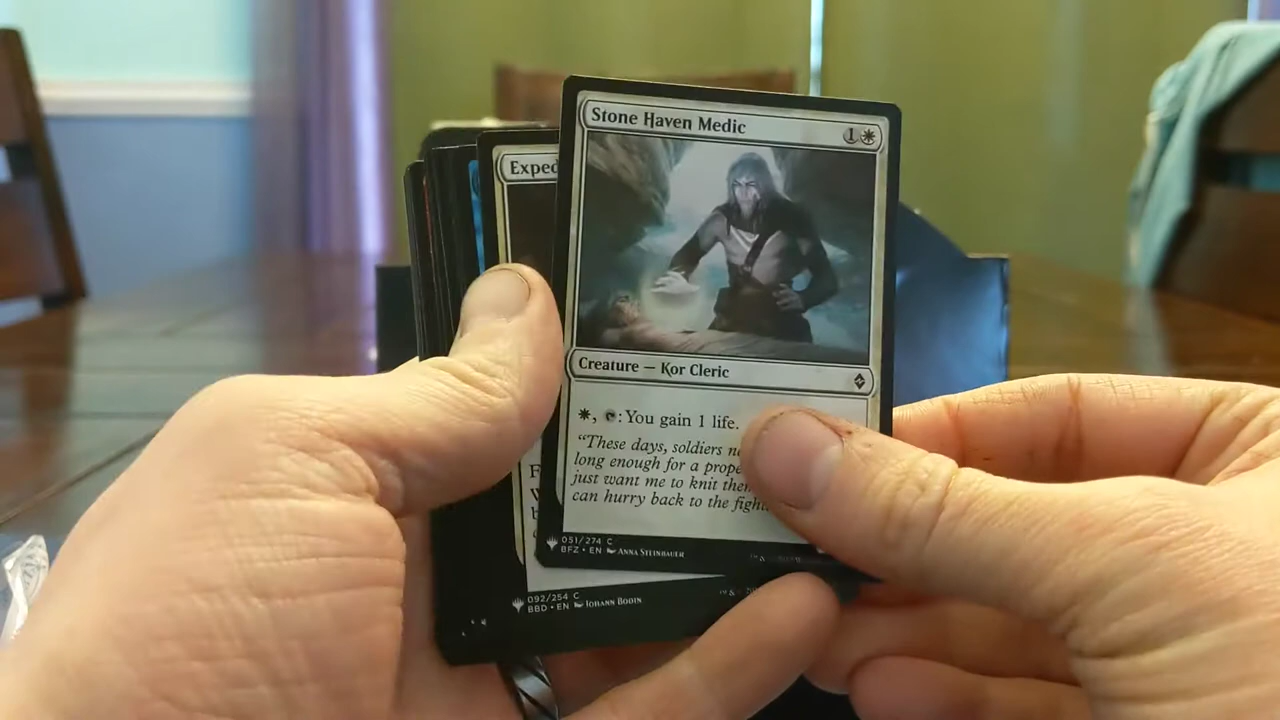 Stone Haven Medic 1
Exped
Creature — Kor Cleric
: You gain 1 life.
"These days, soldiers
long enough for a prope
just want me to knit the
can hurry back to the fight.
051/274 C
BFZ • EN Anna Steinbauer
092/254 C
BBD • EN Johann Bodin